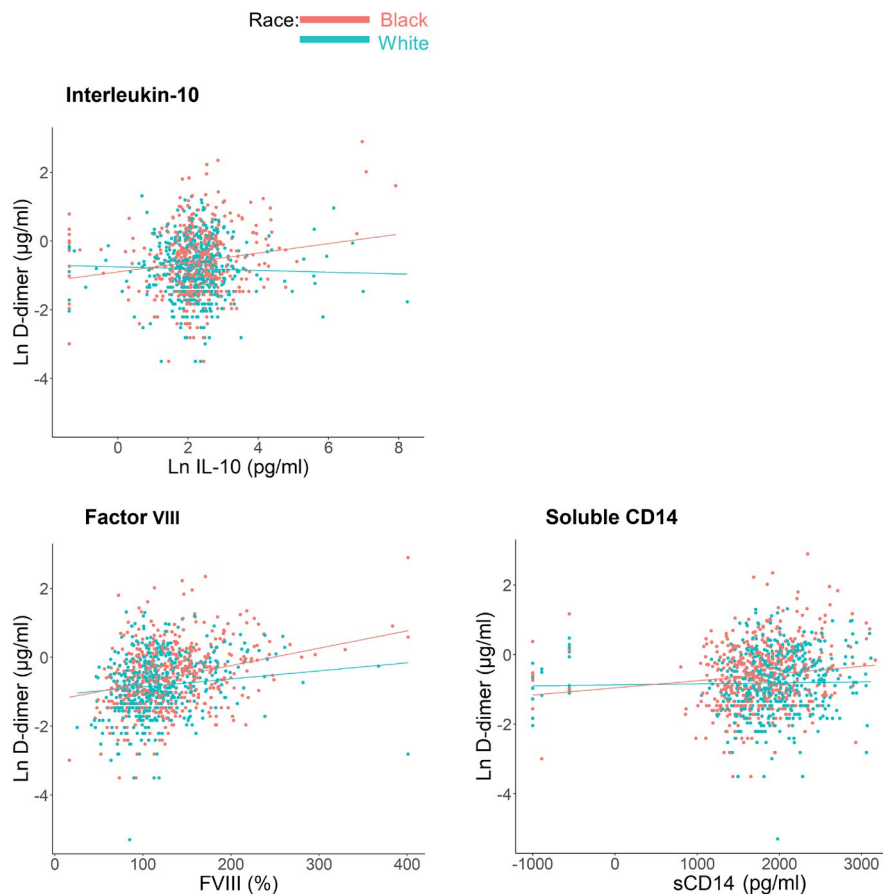 Race: Black
White
Interleukin-10
2
0
-2
-4
Ln D-dimer (µg/ml)
0 2 4 6 8
Ln IL-10 (pg/ml)
Factor VIII
2
0
-2
-4
Ln D-dimer (µg/ml)
0 100 200 300 400
FVIII (%)
Soluble CD14
2
0
-2
-4
Ln D-dimer (µg/ml)
-1000 0 1000 2000 3000
sCD14 (pg/ml)